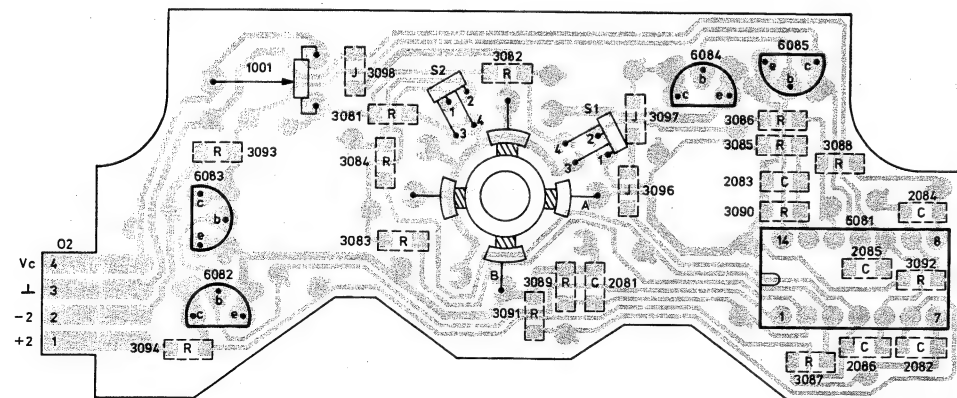 1001
J 3098
S2
1 2 3 4
3082
R
6084
c b e
6085
e b c
3081 R
S1
1 2 3 4
J 3097
3086 R
3085 R
R 3093
3084 R
3088
R
6083
c b e
J 3096
2083 C
2084
C
A
3090 R
3083 R
6081
14 8
2085
C
3092
R
1 7
02
Vc 4
⊥ 3
-2 2
+2 1
6082
c b e
B
3089 R
C 2081
3091 R
3094 R
R
3087
C
2086
C
2082